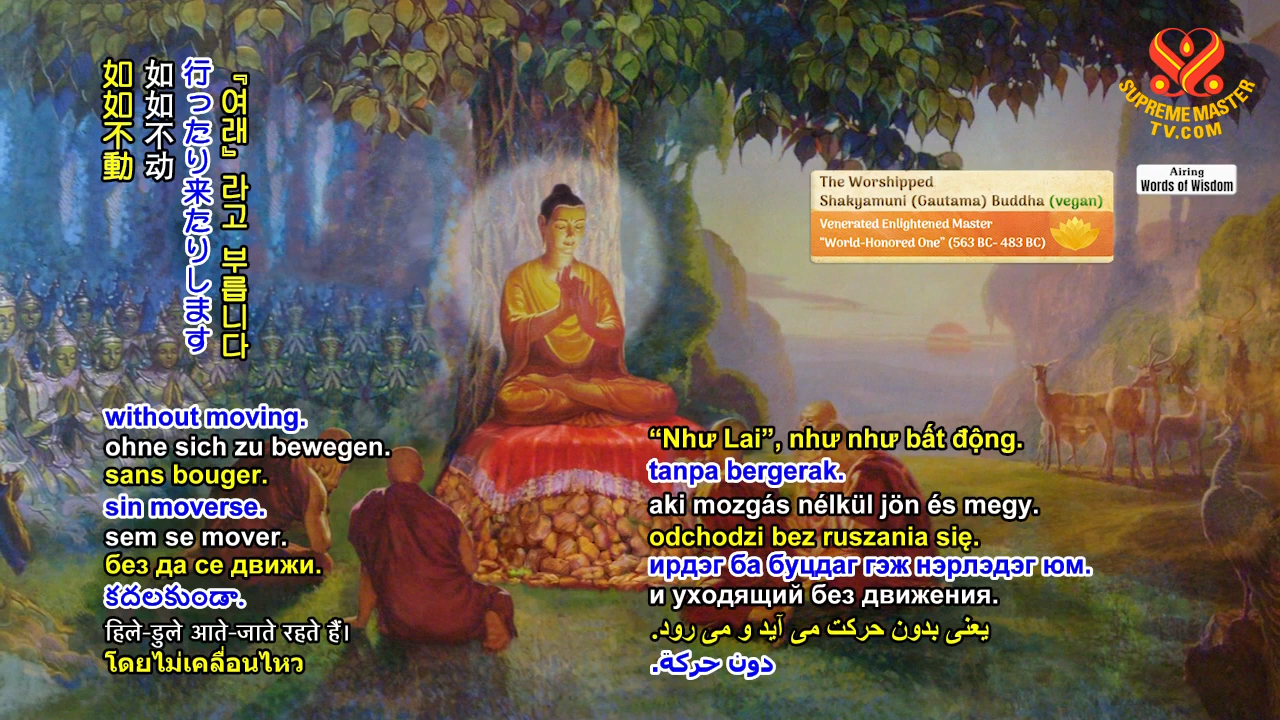 如如不動
如如不动
行ったり来たりします
『여래』라고 부릅니다
SUPREME MASTER
TV.COM
Airing
Words of Wisdom
The Worshipped
Shakyamuni (Gautama) Buddha (vegan)
Venerated Enlightened Master
“World-Honored One” (563 BC- 483 BC)
without moving.
ohne sich zu bewegen.
sans bouger.
sin moverse.
sem se mover.
без да се движи.
కదలకుండా.
हिले-डुले आते-जाते रहते हैं।
โดยไม่เคลื่อนไหว
“Như Lai”, như như bất động.
tanpa bergerak.
aki mozgás nélkül jön és megy.
odchodzi bez ruszania się.
ирдэг ба буцдаг гэж нэрлэдэг юм.
и уходящий без движения.
یعنی بدون حرکت می آید و می رود.
دون حركة.